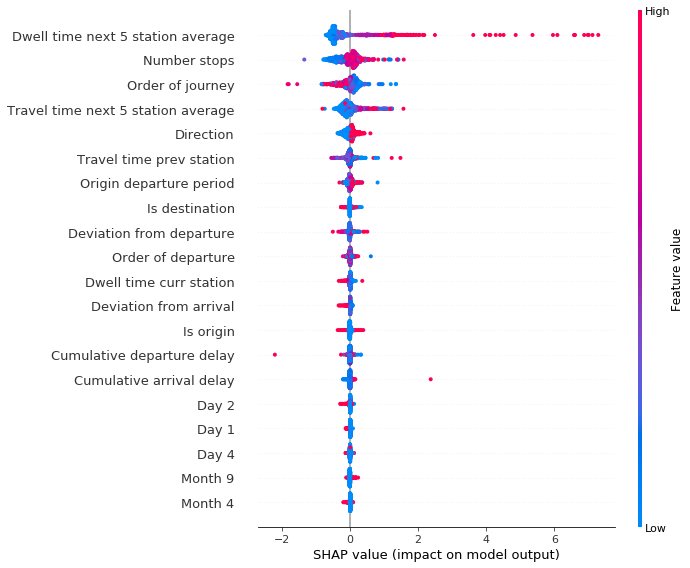 Dwell time next 5 station average
Number stops
Order of journey
Travel time next 5 station average
Direction
Travel time prev station
Origin departure period
Is destination
Deviation from departure
Order of departure
Dwell time curr station
Deviation from arrival
Is origin
Cumulative departure delay
Cumulative arrival delay
Day 2
Day 1
Day 4
Month 9
Month 4
−2 0 2 4 6
SHAP value (impact on model output)
High
Feature value
Low